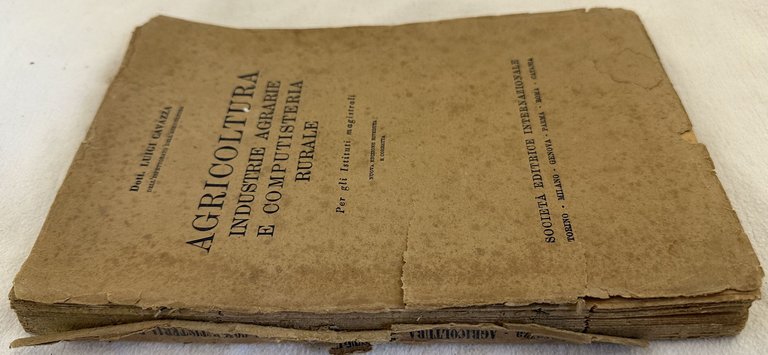 Dott. LUIGI CAVAZZA
AGRICOLTURA
INDUSTRIE AGRARIE
E COMPUTISTERIA
RURALE
Per gli Istituti magistrali
NUOVA EDIZIONE RIVEDUTA
E CORRETTA
SOCIETÀ EDITRICE INTERNAZIONALE
TORINO - MILANO - GENOVA - PARMA - ROMA - CATANIA
AGRICOLTURA